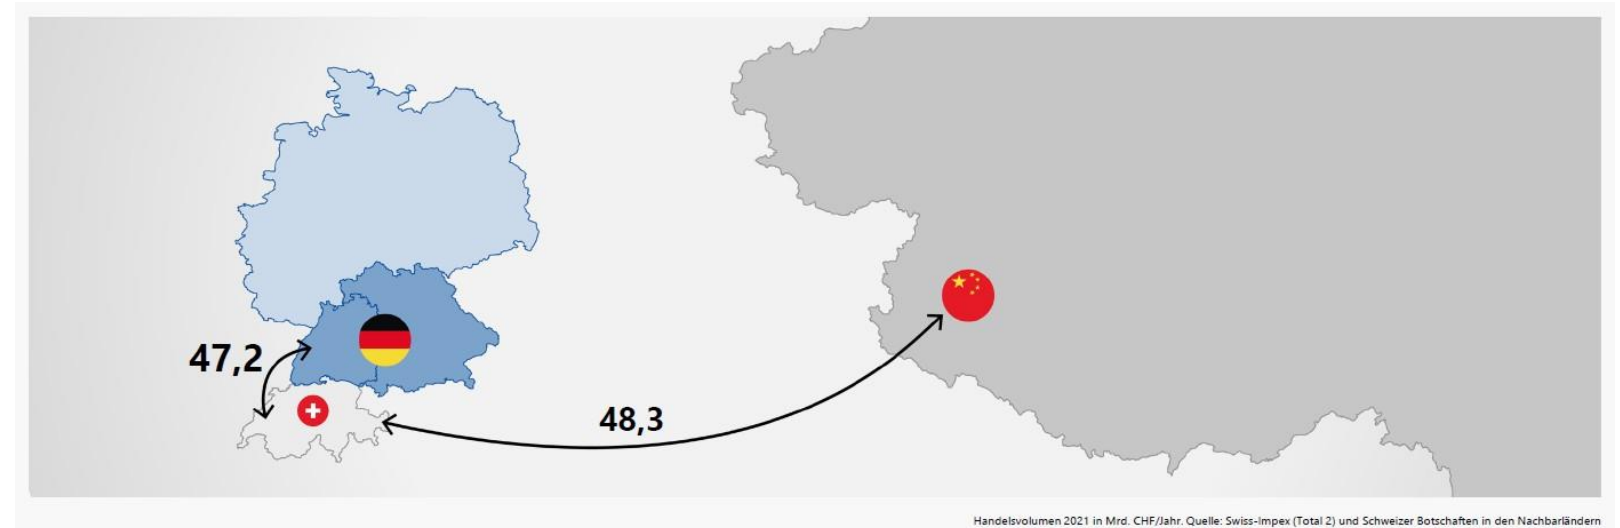 47,2
48,3
Handelsvolumen 2021 in Mrd. CHF/Jahr. Quelle: Swiss-Impex (Total 2) und Schweizer Botschaften in den Nachbarländern